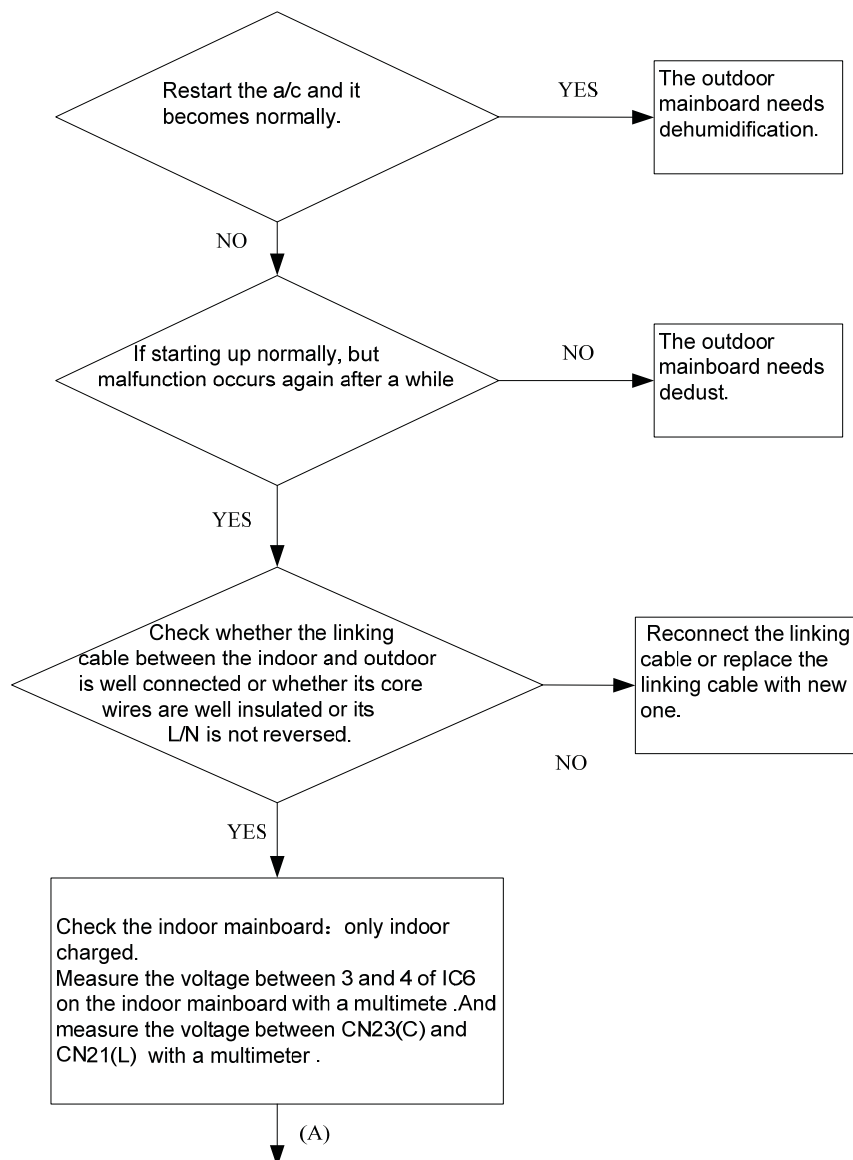 Restart the a/c and it
becomes normally.
YES
The outdoor
mainboard needs
dehumidification.
NO
If starting up normally, but
malfunction occurs again after a while
NO
The outdoor
mainboard needs
dedust.
YES
Check whether the linking
cable between the indoor and outdoor
is well connected or whether its core
wires are well insulated or its
L/N is not reversed.
NO
Reconnect the linking
cable or replace the
linking cable with new
one.
YES
Check the indoor mainboard：only indoor
charged.
Measure the voltage between 3 and 4 of IC6
on the indoor mainboard with a multimete .And
measure the voltage between CN23(C) and
CN21(L) with a multimeter .
(A)